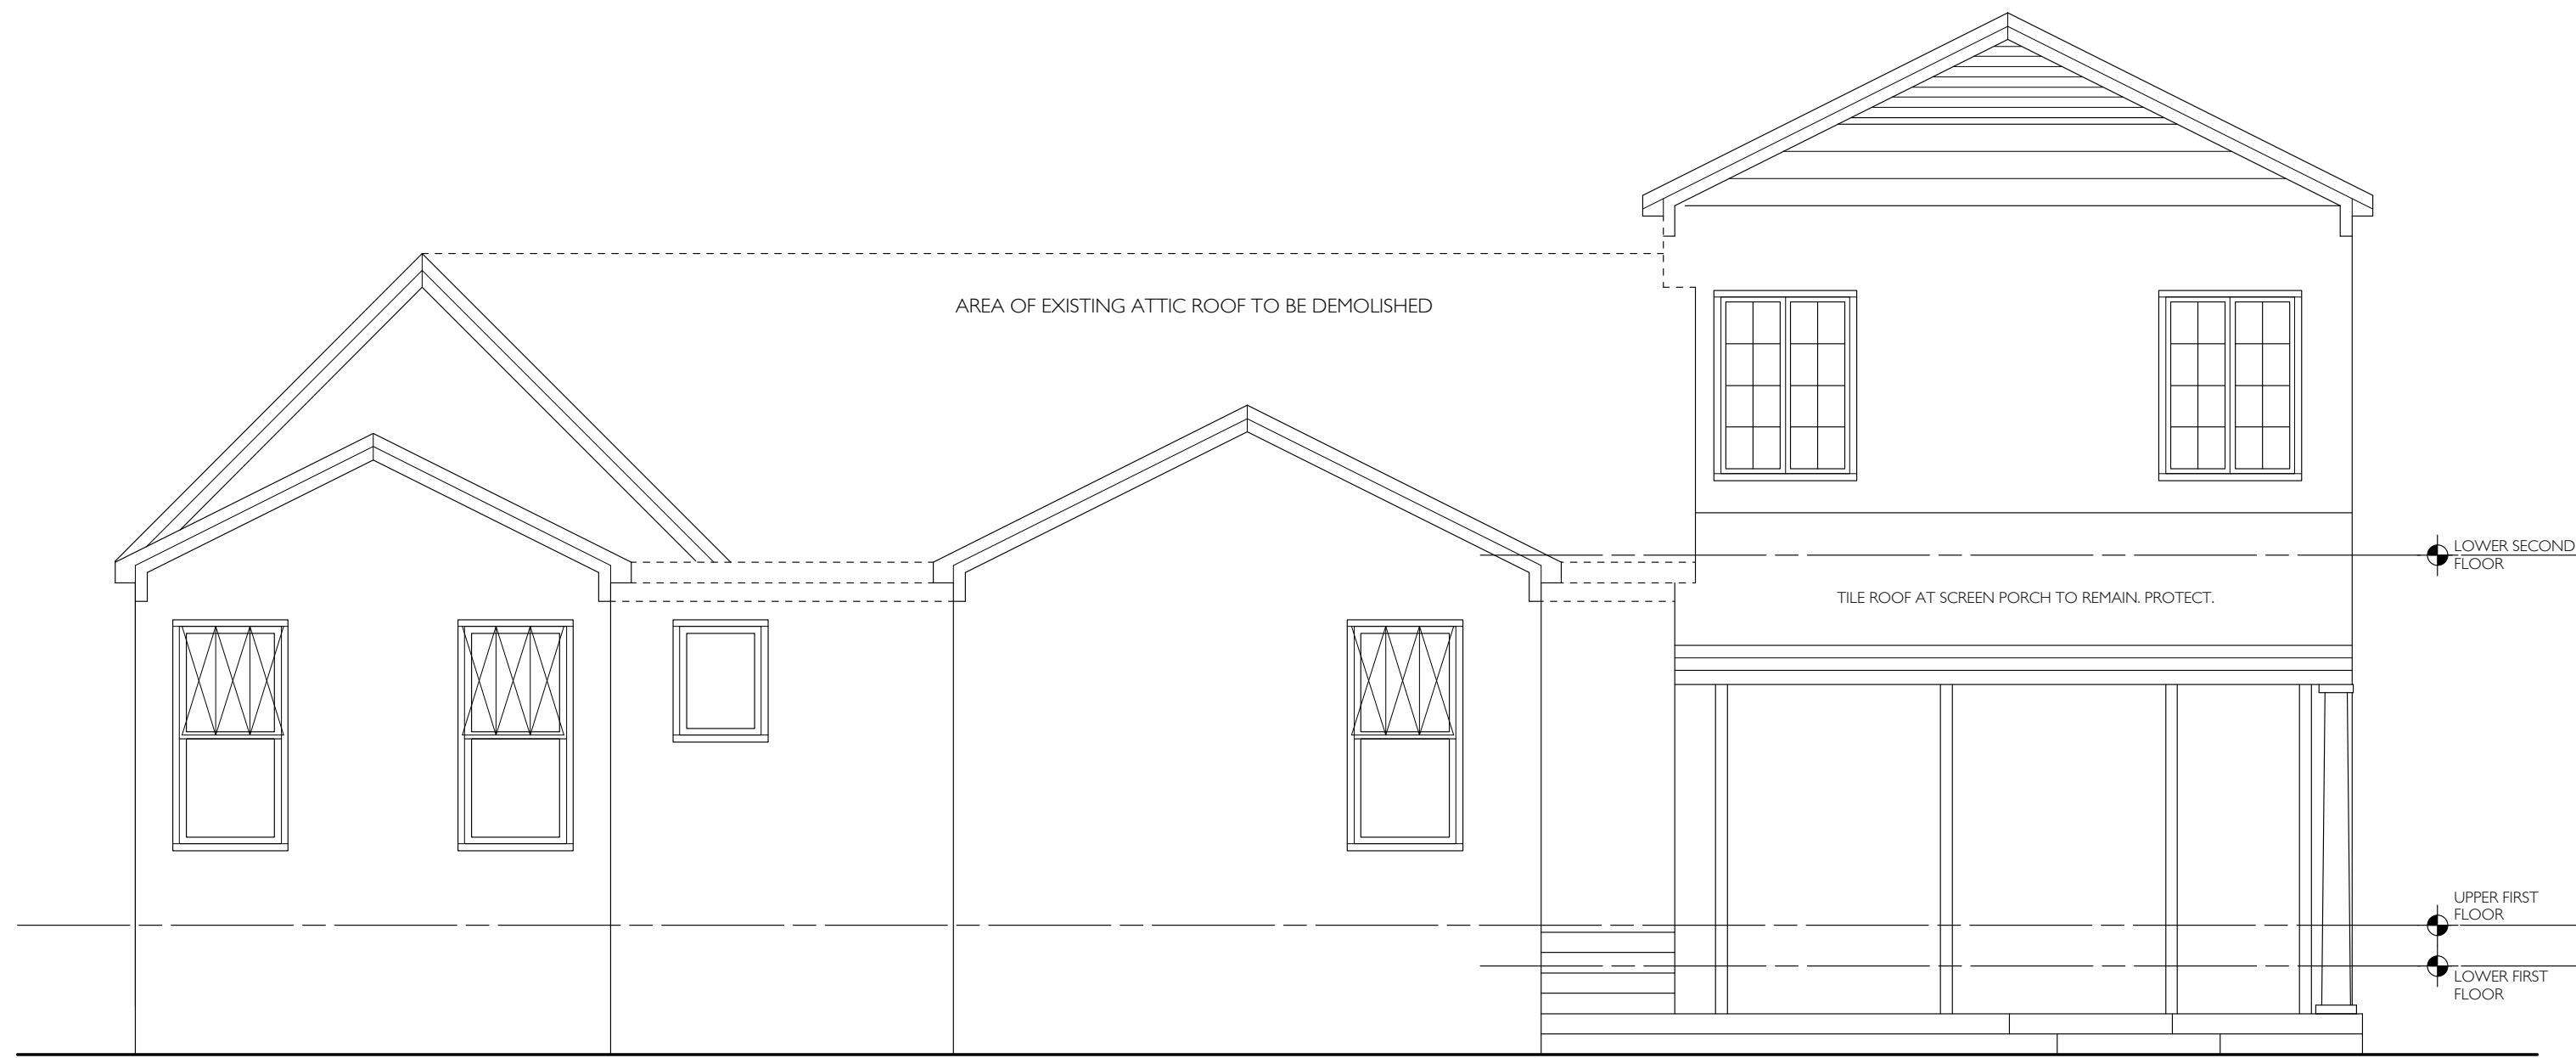 AREA OF EXISTING ATTIC ROOF TO BE DEMOLISHED
LOWER SECOND
FLOOR
TILE ROOF AT SCREEN PORCH TO REMAIN. PROTECT.
UPPER FIRST
FLOOR
LOWER FIRST
FLOOR